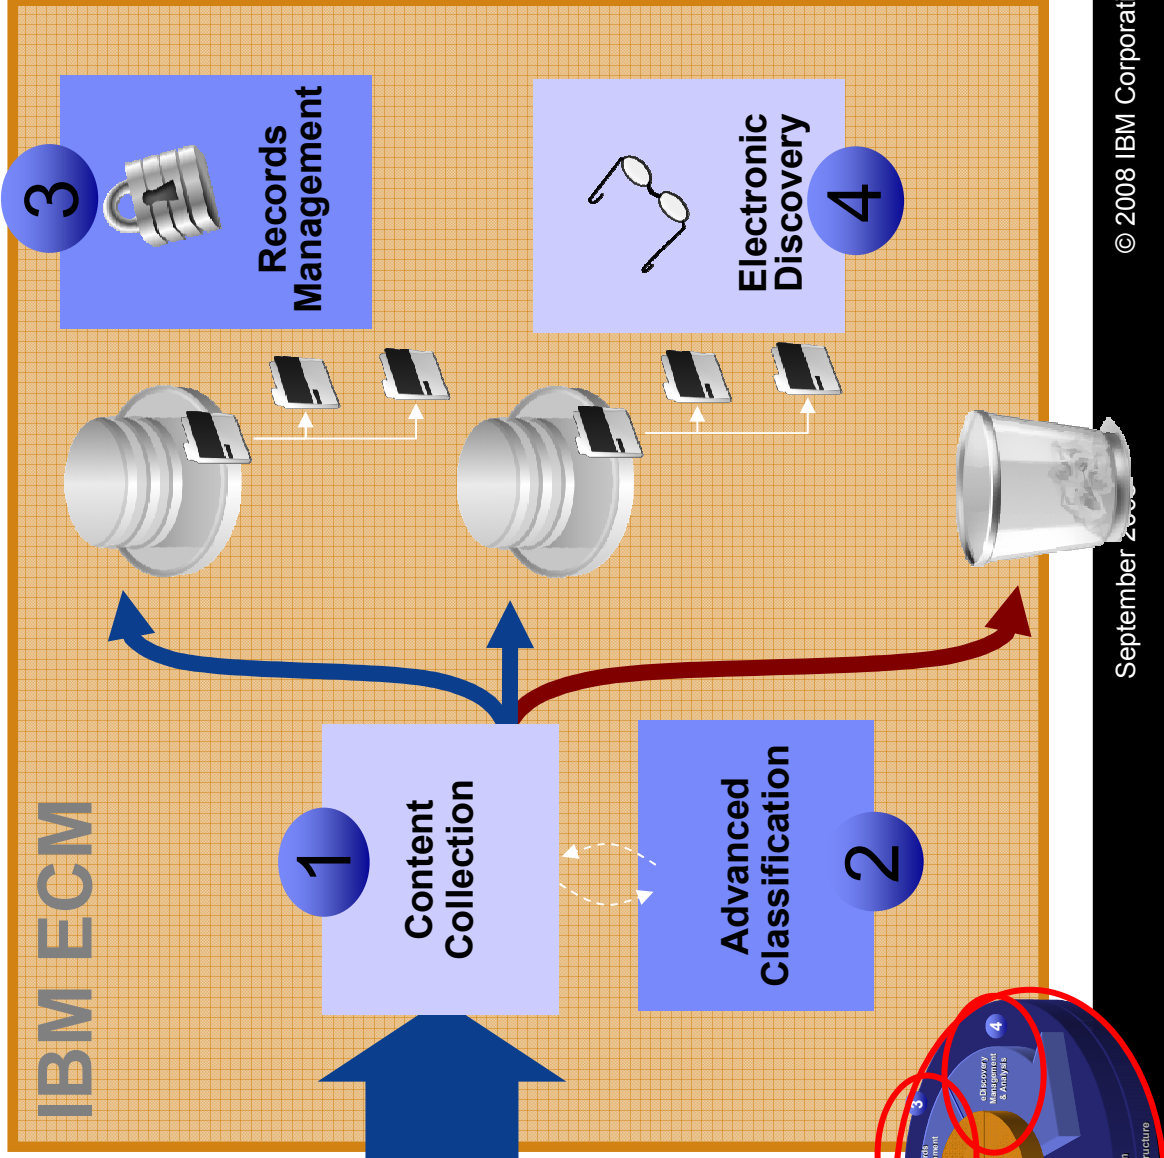 IBM ECM
1
Content
Collection
Advanced
Classification
2
3
Records
Management
Electronic
Discovery
4
3
4
eDiscovery
Management
& Analysis
September
© 2008 IBM